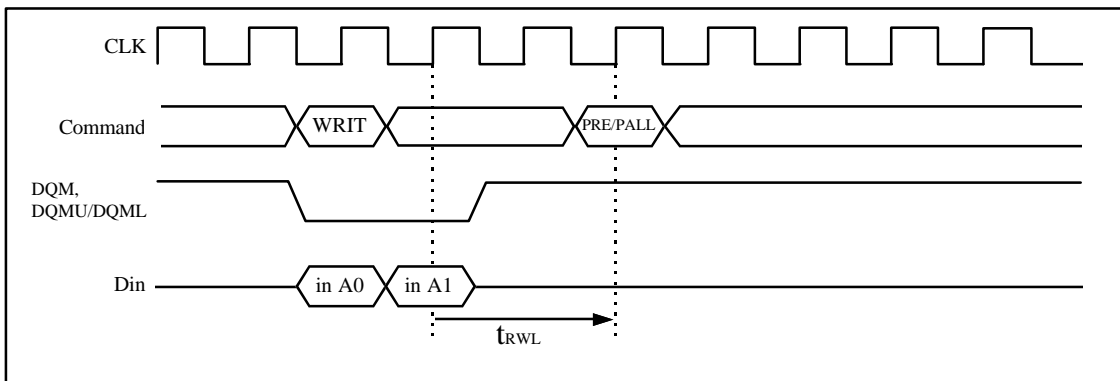 CLK
Command
WRIT
PRE/PALL
DQM,
DQMU/DQML
Din
in A0
in A1
tRWL